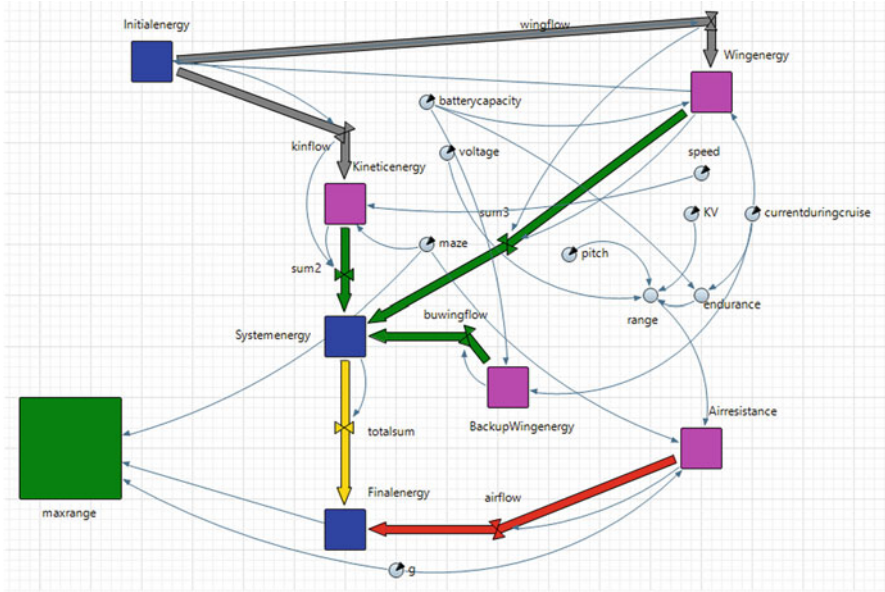 Initialenergy
wingflow
Wingenergy
batterycapacity
kinflow
voltage
speed
Kineticenergy
sum3
KV
currentduringcruise
maze
pitch
sum2
endurance
buwingflow
range
Systemenergy
Airresistance
BackupWingenergy
totalsum
Finalenergy
airflow
maxrange
g